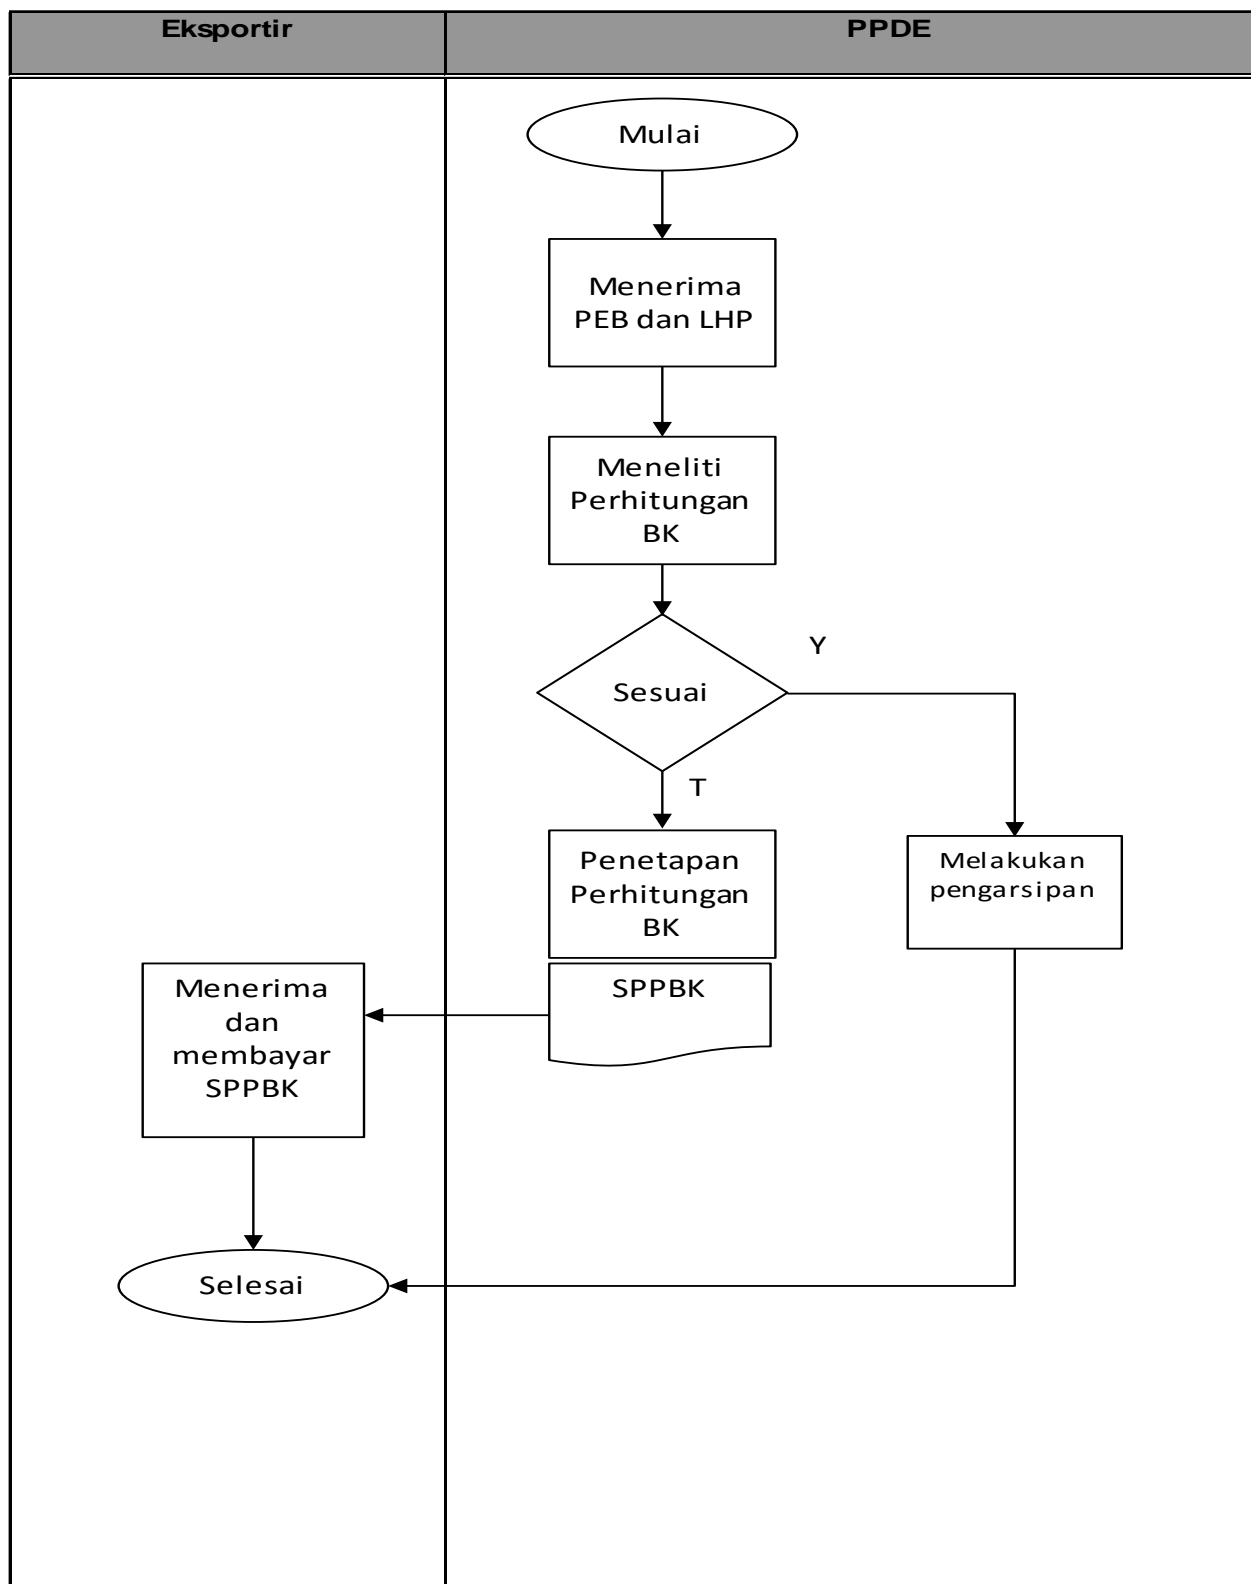 Eksportir
PPDE
Mulai
Menerima
PEB dan LHP
Meneliti
Perhitungan
BK
Sesuai
Y
T
Penetapan
Perhitungan
BK
Melakukan
pengarsipan
SPPBK
Menerima
dan
membayar
SPPBK
Selesai